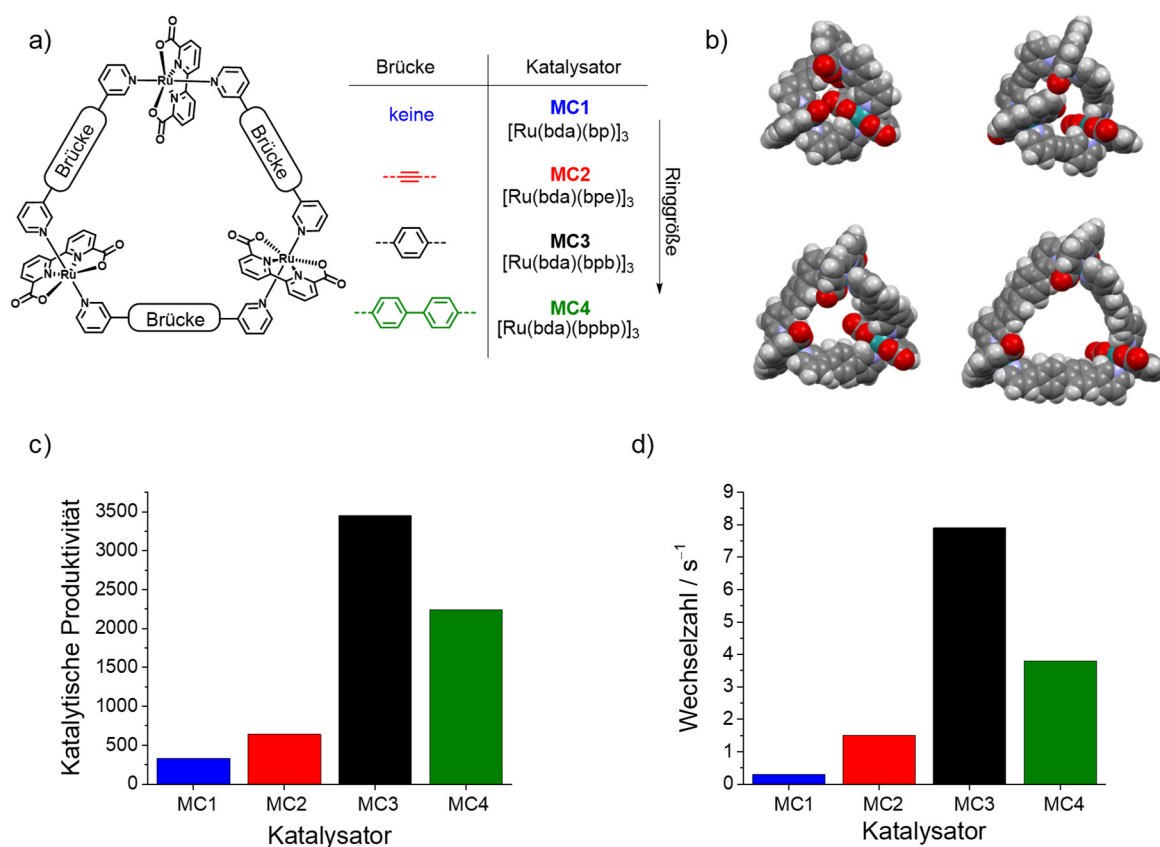 a)
O
O
O
O
N
N
Ru
N
N
Brücke
Brücke
Brücke
N
N
N
N
Ru
N
N
N
N
Ru
O
O
O
O
O
O
O
O
Brücke
Katalysator
keine
MC1
[Ru(bda)(bp)]3
MC2
[Ru(bda)(bpe)]3
MC3
[Ru(bda)(bpb)]3
MC4
[Ru(bda)(bpbp)]3
Ringgröße
b)
c)
Katalytische Produktivität
3500
3000
2500
2000
1500
1000
500
0
MC1 MC2 MC3 MC4
Katalysator
d)
Wechselzahl / s⁻¹
9
8
7
6
5
4
3
2
1
0
MC1 MC2 MC3 MC4
Katalysator